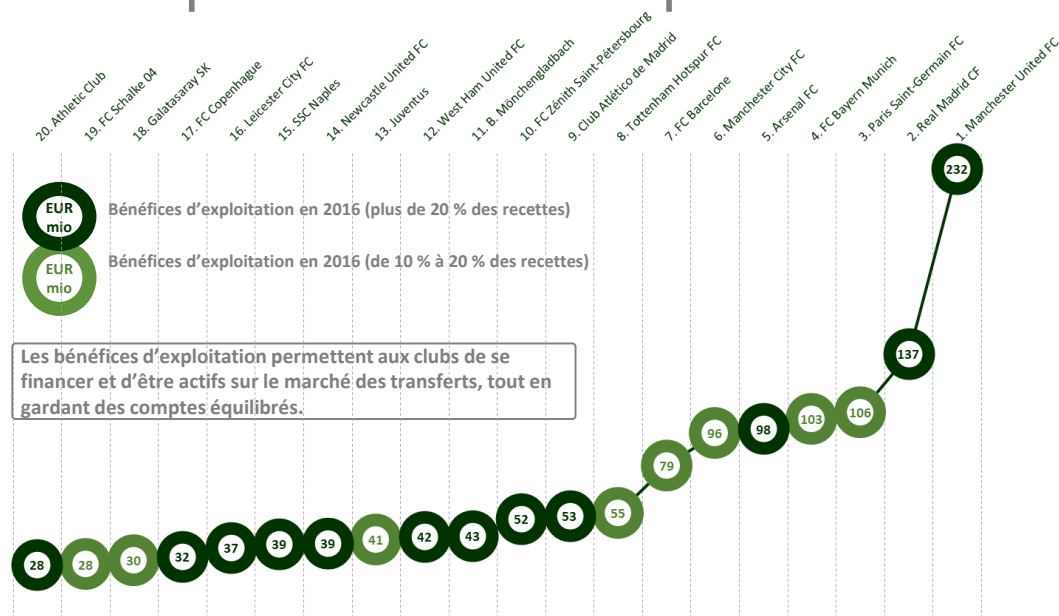 20. Athletic Club
19. FC Schalke 04
18. Galatasaray SK
17. FC Copenhague
16. Leicester City FC
15. SSC Naples
14. Newcastle United FC
13. Juventus
12. West Ham United FC
11. B. Mönchengladbach
10. FC Zénith Saint-Pétersbourg
9. Club Atlético de Madrid
8. Tottenham Hotspur FC
7. FC Barcelone
6. Manchester City FC
5. Arsenal FC
4. FC Bayern Munich
3. Paris Saint-Germain FC
2. Real Madrid CF
1. Manchester United FC
232
EUR
mio
Bénéfices d'exploitation en 2016 (plus de 20 % des recettes)
EUR
mio
Bénéfices d'exploitation en 2016 (de 10 % à 20 % des recettes)
Les bénéfices d'exploitation permettent aux clubs de se
financer et d'être actifs sur le marché des transferts, tout en
gardant des comptes équilibrés.
28
28
30
32
37
39
39
41
42
43
52
53
55
79
96
98
103
106
137